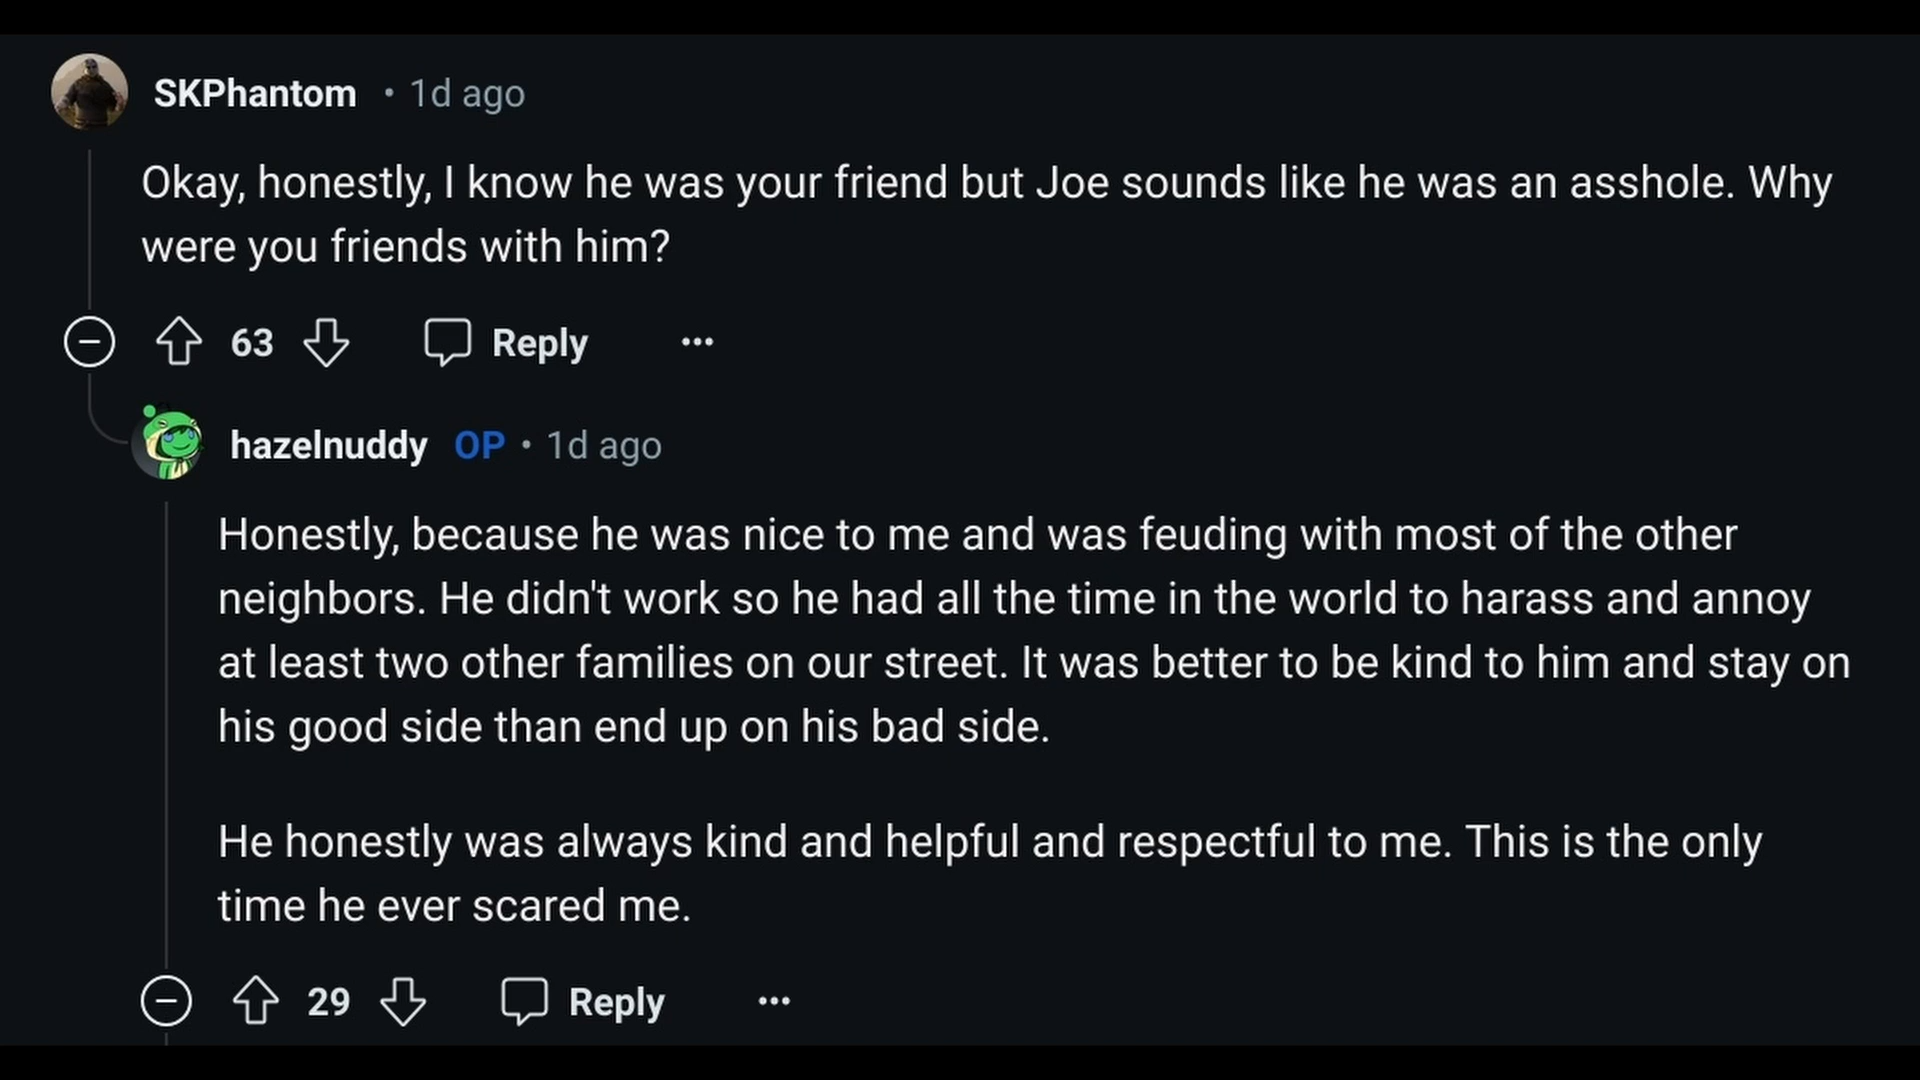 SKPhantom • 1d ago
Okay, honestly, I know he was your friend but Joe sounds like he was an asshole. Why
were you friends with him?
63 Reply ...
hazelnuddy OP • 1d ago
Honestly, because he was nice to me and was feuding with most of the other
neighbors. He didn't work so he had all the time in the world to harass and annoy
at least two other families on our street. It was better to be kind to him and stay on
his good side than end up on his bad side.
He honestly was always kind and helpful and respectful to me. This is the only
time he ever scared me.
29 Reply ...